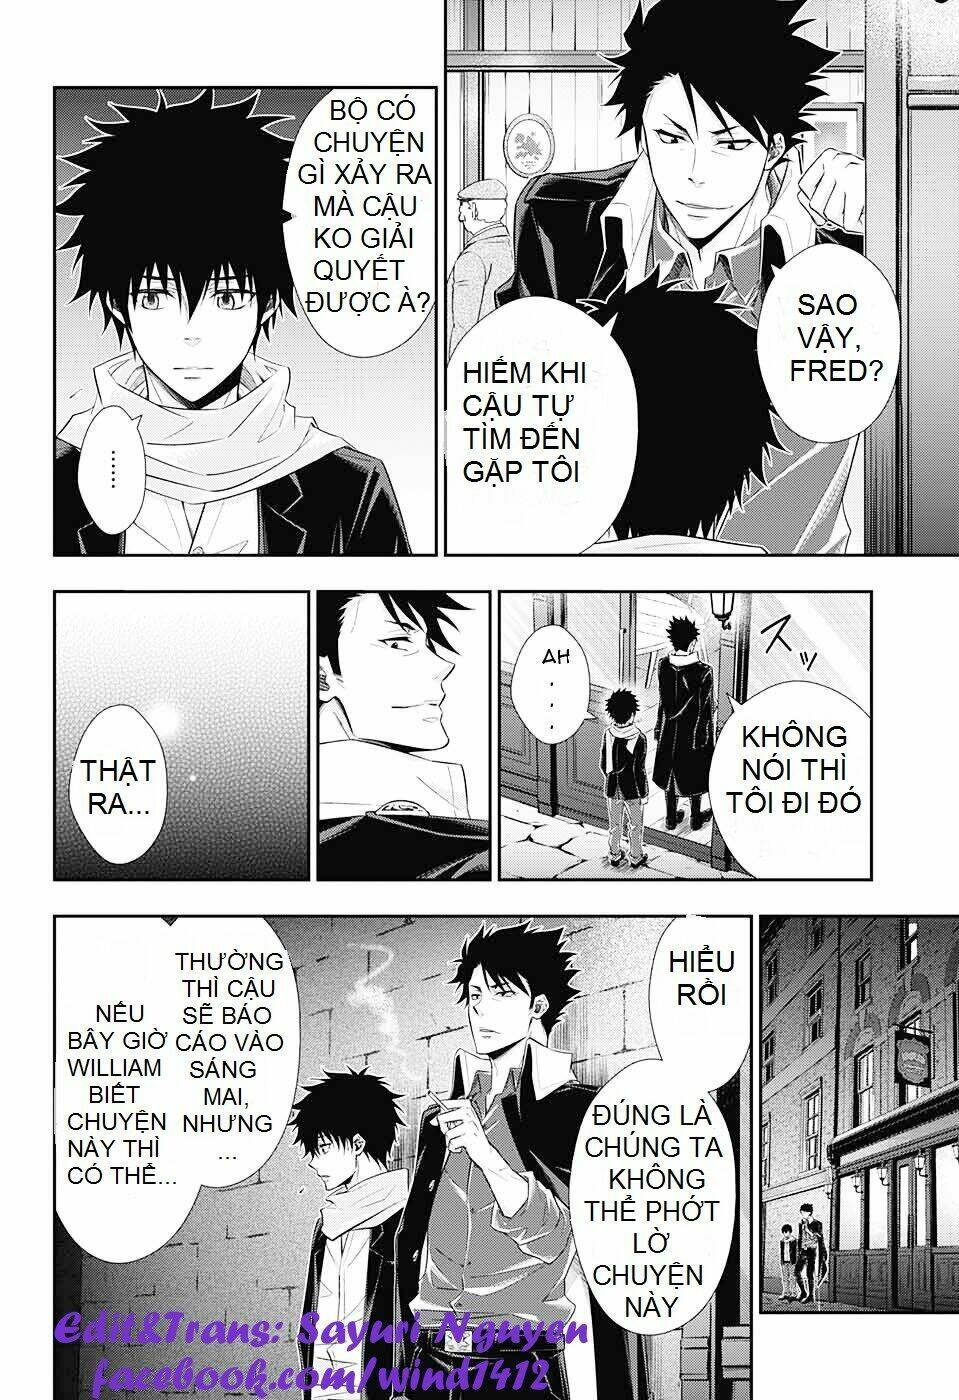 SAO
VẬY,
FRED?
HIẾM KHI
CẬU TỰ
TÌM ĐẾN
GẶP TÔI
BỘ CÓ
CHUYỆN
GÌ XẢY RA
MÀ CẬU
KO GIẢI
QUYẾT
ĐƯỢC À?
......
ス
KHÔNG
NÓI THÌ
TÔI ĐI ĐÓ
AH
.
.
.
THẬT
RA...
HIỂU
RỒI
ĐÚNG LÀ
CHÚNG TA
KHÔNG
THỂ PHỚT
LỜ
CHUYỆN
NÀY
THƯỜNG
THÌ CẬU
SẼ BÁO
CÁO VÀO
SÁNG
MAI,
NHƯNG
...
NẾU
BÂY GIỜ
WILLIAM
BIẾT
CHUYỆN
NÀY THÌ
CÓ THỂ...
Edit&Trans: Sayuri Nguyen
facebook.com/wind1412